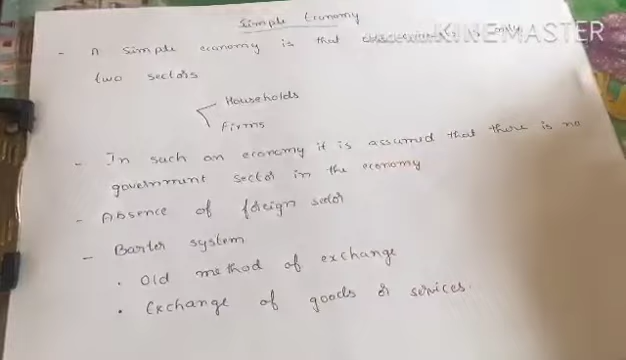 Simple Economy
- A simple economy is that only
two sectors
Households
Firms
- In such an economy it is assumed that there is no
government sector in the economy
- Absence of foreign sector
- Barter system
• Old method of exchange
• Exchange of goods & services.
KINEMASTER